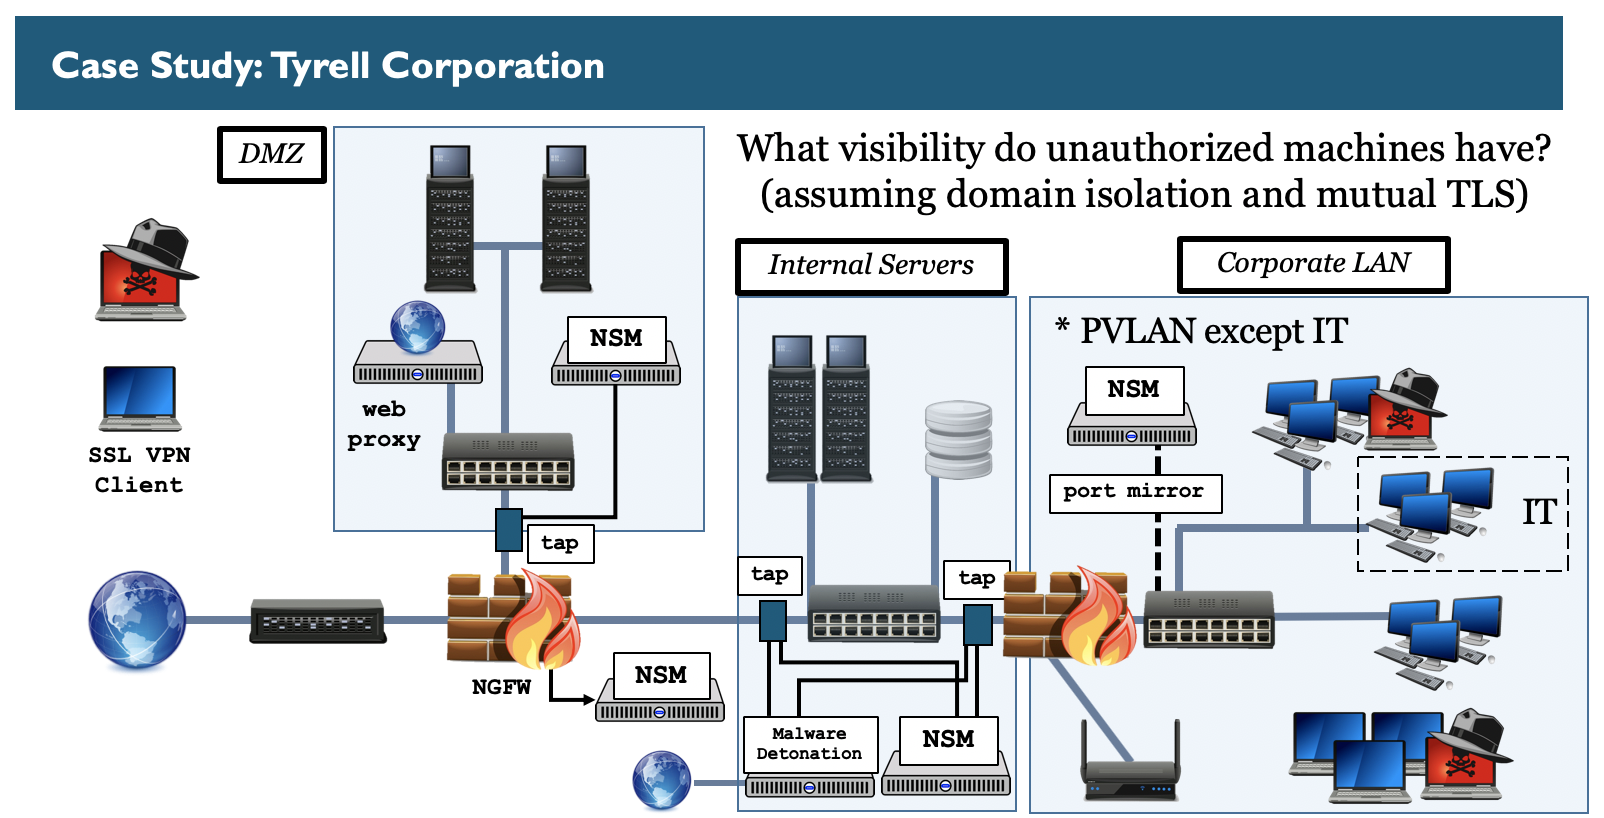 Case Study: Tyrell Corporation
DMZ
What visibility do unauthorized machines have?
(assuming domain isolation and mutual TLS)
Internal Servers
Corporate LAN
* PVLAN except IT
NSM
NSM
web
proxy
SSL VPN
Client
port mirror
IT
tap
tap
tap
NGFW
NSM
Malware
Detonation
NSM